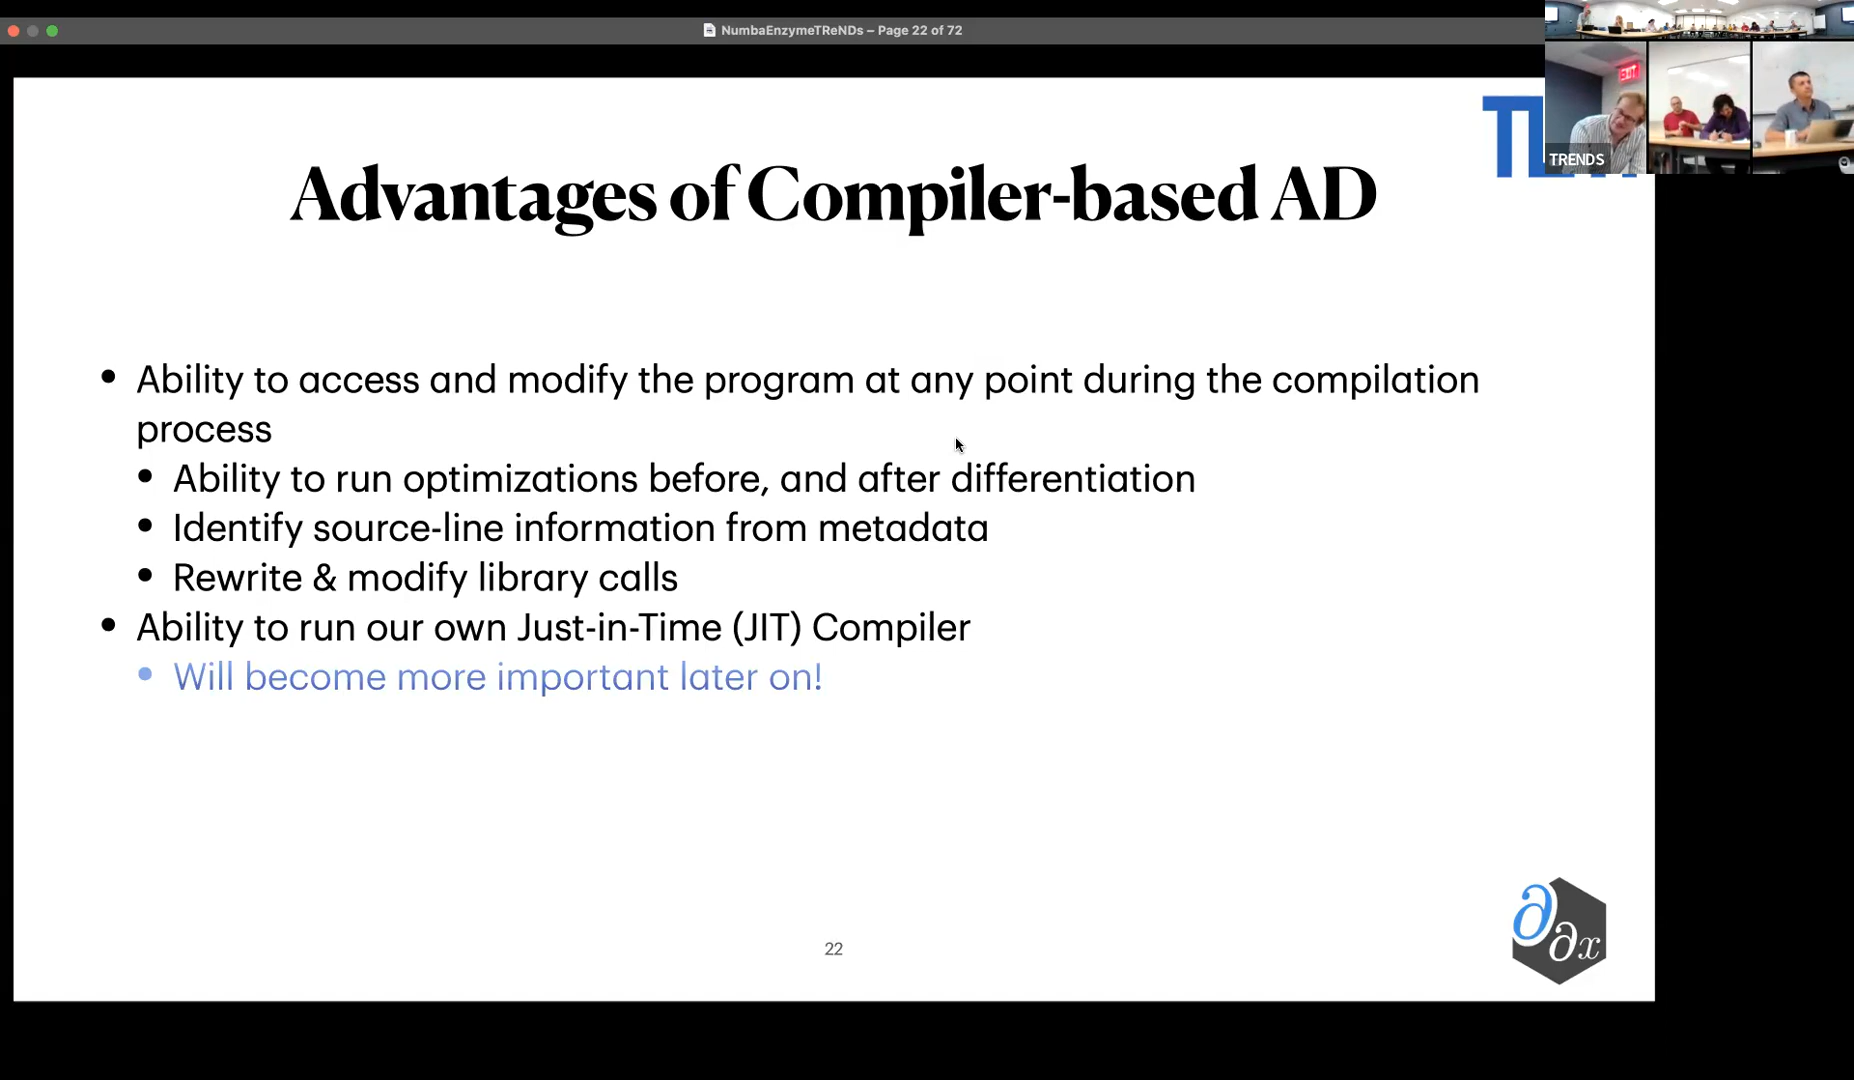 NumbaEnzymeTReNDs – Page 22 of 72
EXIT
TRENDS
Advantages of Compiler-based AD
• Ability to access and modify the program at any point during the compilation
process
• Ability to run optimizations before, and after differentiation
• Identify source-line information from metadata
• Rewrite & modify library calls
• Ability to run our own Just-in-Time (JIT) Compiler
• Will become more important later on!
22
∂
∂x